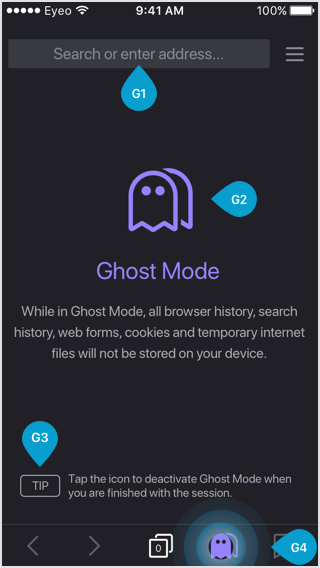 Eyeo 9:41 AM 100%
Search or enter address...
G1
G2
Ghost Mode
While in Ghost Mode, all browser history, search
history, web forms, cookies and temporary internet
files will not be stored on your device.
G3
TIP Tap the icon to deactivate Ghost Mode when
you are finished with the session.
0
G4